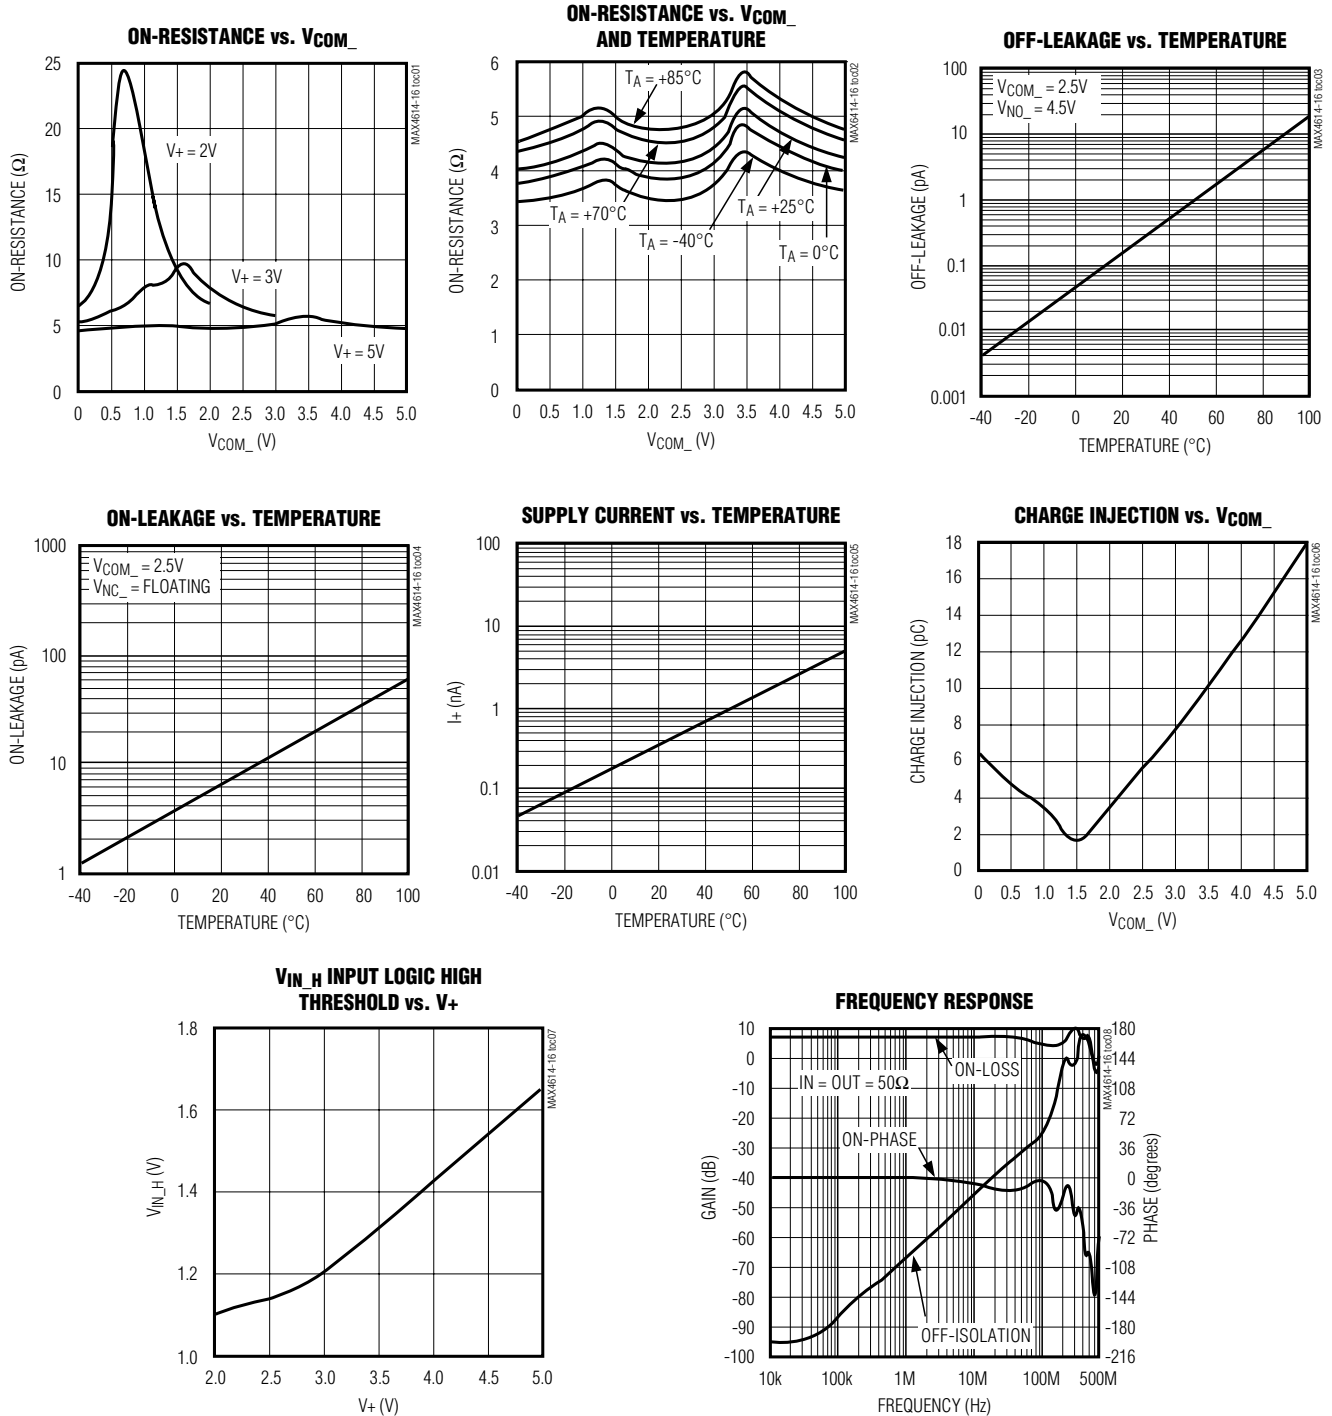 ON-RESISTANCE vs. VCOM_
MAX4614-16 toc01
ON-RESISTANCE (Ω)
25
20
15
10
5
0
V+ = 2V
V+ = 3V
V+ = 5V
0 0.5 1.0 1.5 2.0 2.5 3.0 3.5 4.0 4.5 5.0
VCOM_ (V)
ON-RESISTANCE vs. VCOM_
AND TEMPERATURE
MAX6414-16 toc02
ON-RESISTANCE (Ω)
6
5
4
3
2
1
0
TA = +85°C
TA = +70°C
TA = +25°C
TA = -40°C
TA = 0°C
0 0.5 1.0 1.5 2.0 2.5 3.0 3.5 4.0 4.5 5.0
VCOM_ (V)
OFF-LEAKAGE vs. TEMPERATURE
MAX4614-16 toc03
OFF-LEAKAGE (pA)
100
10
1
0.1
0.01
0.001
VCOM_ = 2.5V
VNO_ = 4.5V
-40 -20 0 20 40 60 80 100
TEMPERATURE (°C)
ON-LEAKAGE vs. TEMPERATURE
MAX4614-16 toc04
ON-LEAKAGE (pA)
1000
100
10
1
VCOM_ = 2.5V
VNC_ = FLOATING
-40 -20 0 20 40 60 80 100
TEMPERATURE (°C)
SUPPLY CURRENT vs. TEMPERATURE
MAX4614-16 toc05
I+ (nA)
100
10
1
0.1
0.01
-40 -20 0 20 40 60 80 100
TEMPERATURE (°C)
CHARGE INJECTION vs. VCOM_
MAX4614-16 toc06
CHARGE INJECTION (pC)
18
16
14
12
10
8
6
4
2
0
0 0.5 1.0 1.5 2.0 2.5 3.0 3.5 4.0 4.5 5.0
VCOM_ (V)
VIN_H INPUT LOGIC HIGH
THRESHOLD vs. V+
MAX4614-16 toc07
VIN_H (V)
1.8
1.6
1.4
1.2
1.0
2.0 2.5 3.0 3.5 4.0 4.5 5.0
V+ (V)
FREQUENCY RESPONSE
MAX4614-16 toc08
GAIN (dB)
10
0
-10
-20
-30
-40
-50
-60
-70
-80
-90
-100
ON-LOSS
IN = OUT = 50Ω
ON-PHASE
OFF-ISOLATION
180
144
108
72
36
0
-36
-72
-108
-144
-180
-216
PHASE (degrees)
10k 100k 1M 10M 100M 500M
FREQUENCY (Hz)